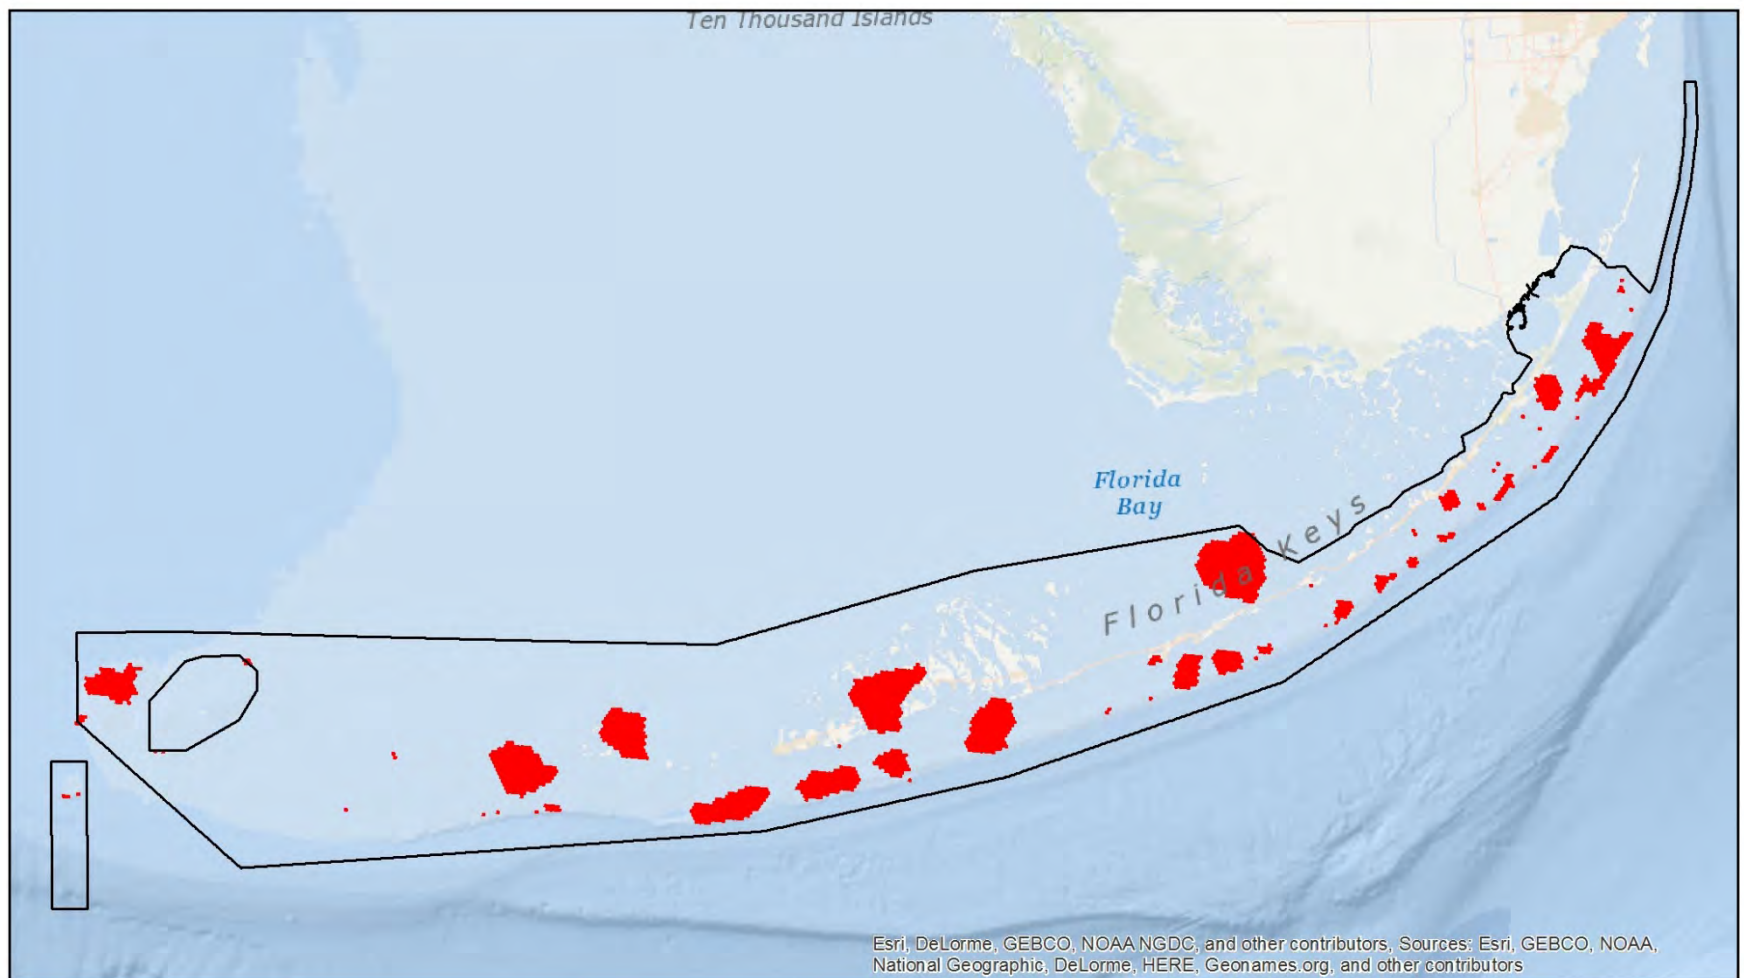 Ten Thousand Islands
Florida
Bay
Florida Keys
Esri, DeLorme, GEBCO, NOAA NGDC, and other contributors, Sources: Esri, GEBCO, NOAA,
National Geographic, DeLorme, HERE, Geonames.org, and other contributors